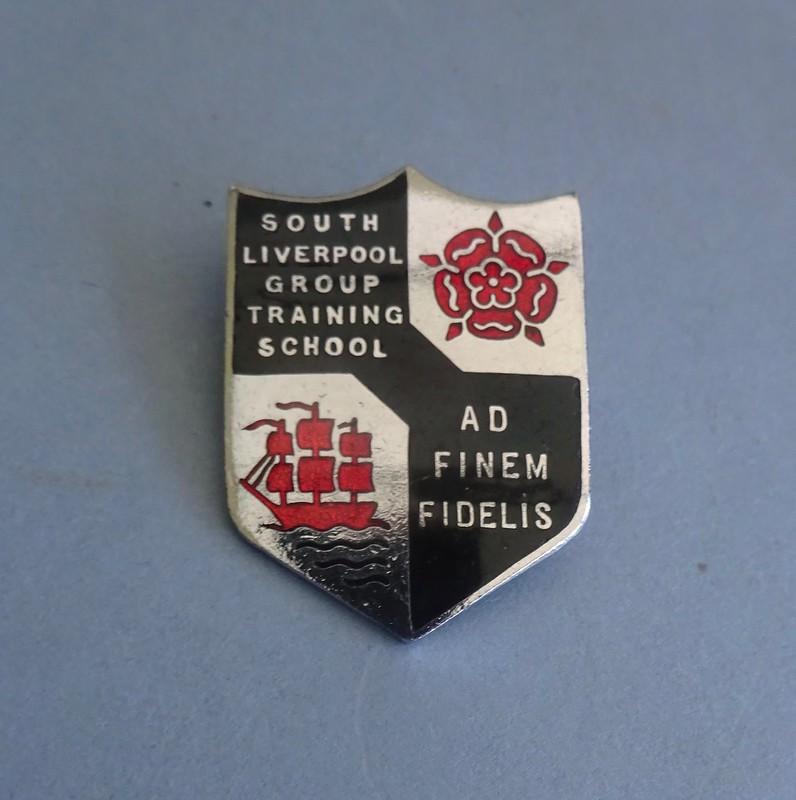 SOUTH
LIVERPOOL
GROUP
TRAINING
SCHOOL
AD
FINEM
FIDELIS